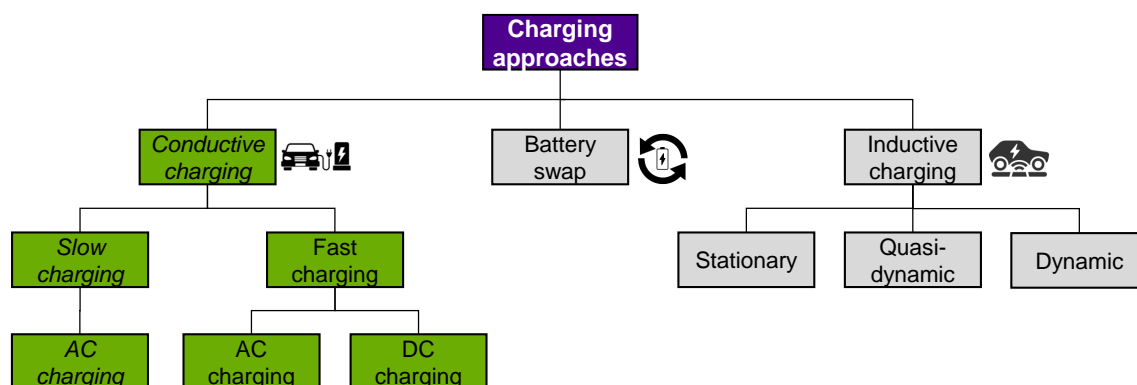 Charging
approaches
Conductive
charging
Battery
swap
Inductive
charging
Slow
charging
Fast
charging
Stationary
Quasi-
dynamic
Dynamic
AC
charging
AC
charging
DC
charging